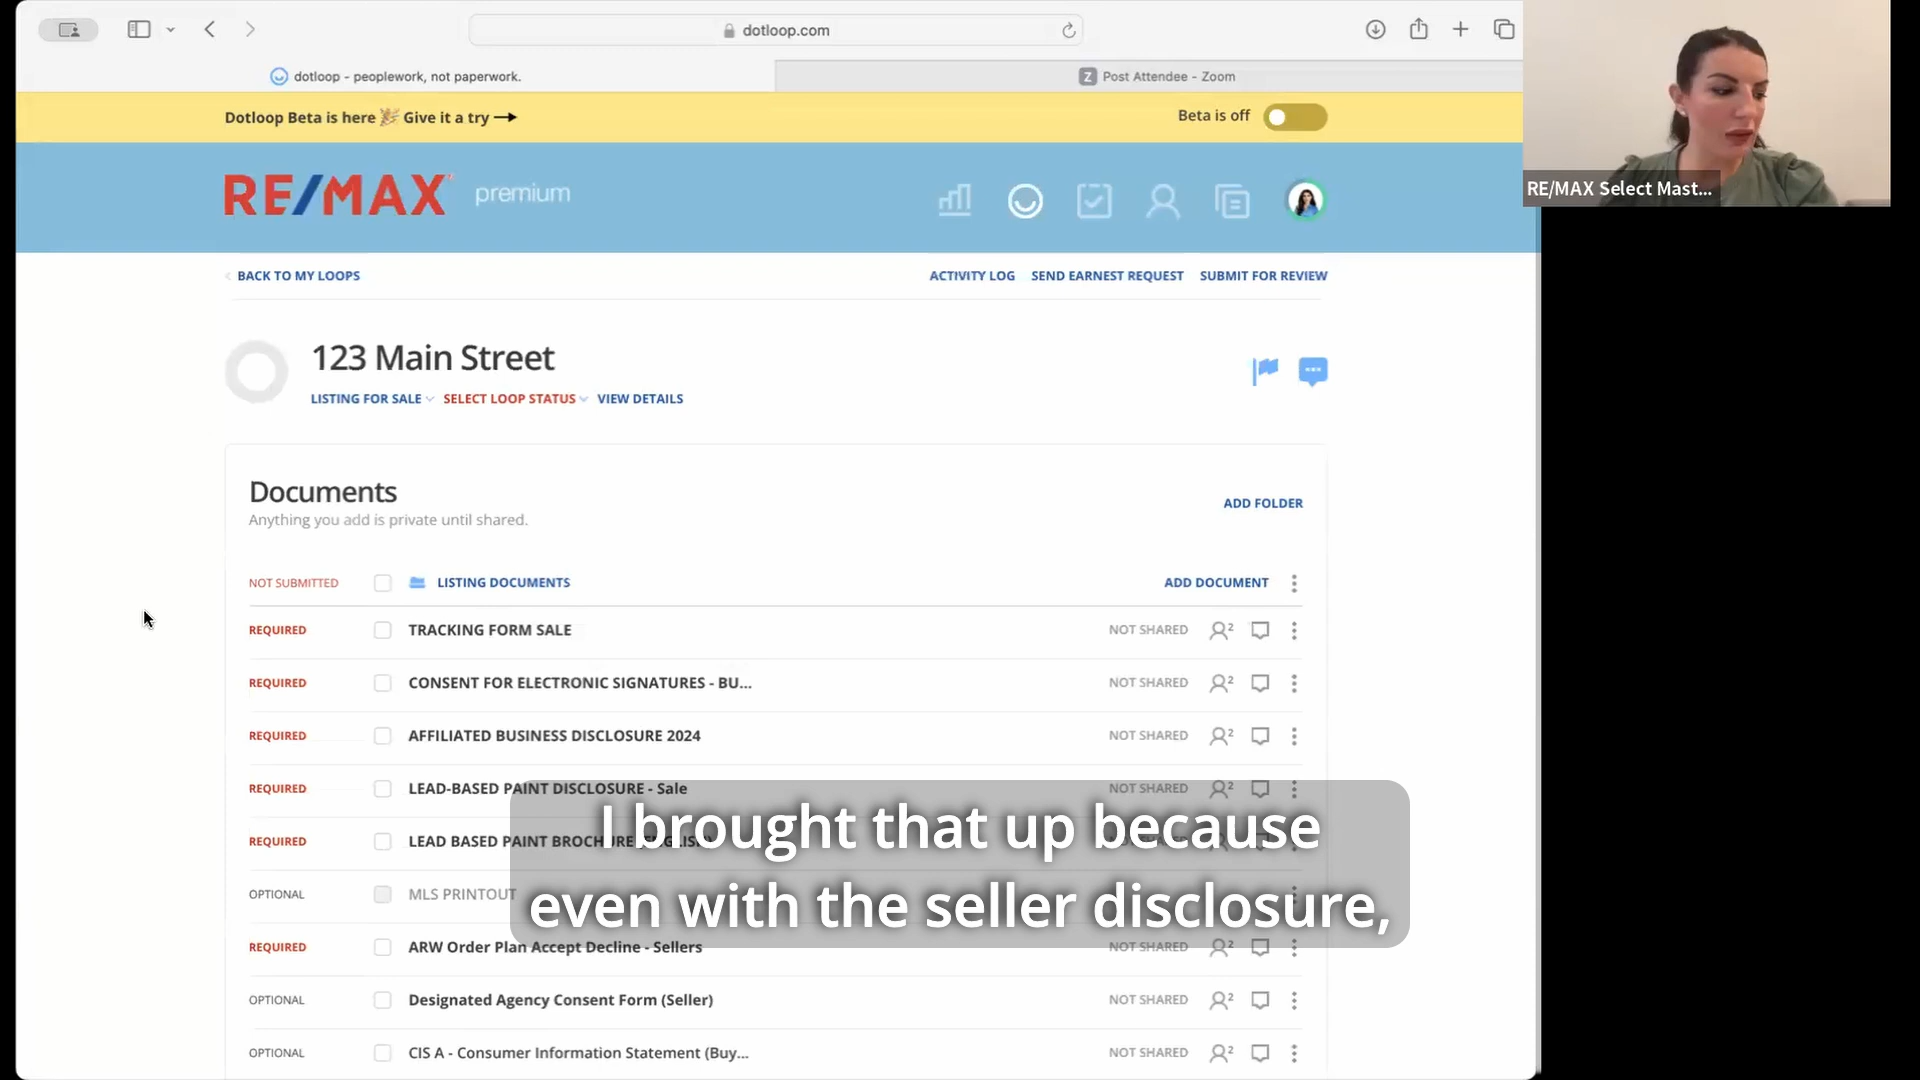 dotloop.com
dotloop - peoplework, not paperwork.
Z Post Attendee - Zoom
Dotloop Beta is here 🎉 Give it a try →
Beta is off
RE/MAX premium
RE/MAX Select Mast...
BACK TO MY LOOPS
ACTIVITY LOG SEND EARNEST REQUEST SUBMIT FOR REVIEW
123 Main Street
LISTING FOR SALE SELECT LOOP STATUS VIEW DETAILS
Documents
Anything you add is private until shared.
ADD FOLDER
NOT SUBMITTED LISTING DOCUMENTS ADD DOCUMENT
REQUIRED TRACKING FORM SALE NOT SHARED 2
REQUIRED CONSENT FOR ELECTRONIC SIGNATURES - BU... NOT SHARED 2
REQUIRED AFFILIATED BUSINESS DISCLOSURE 2024 NOT SHARED 2
REQUIRED LEAD-BASED PAINT DISCLOSURE - Sale NOT SHARED 2
REQUIRED LEAD BASED PAINT
OPTIONAL MLS PRINTOUT
REQUIRED ARW Order Plan Accept Decline - Sellers NOT SHARED 2
OPTIONAL Designated Agency Consent Form (Seller) NOT SHARED 2
OPTIONAL CIS A - Consumer Information Statement (Buy... NOT SHARED 2
I brought that up because
even with the seller disclosure,